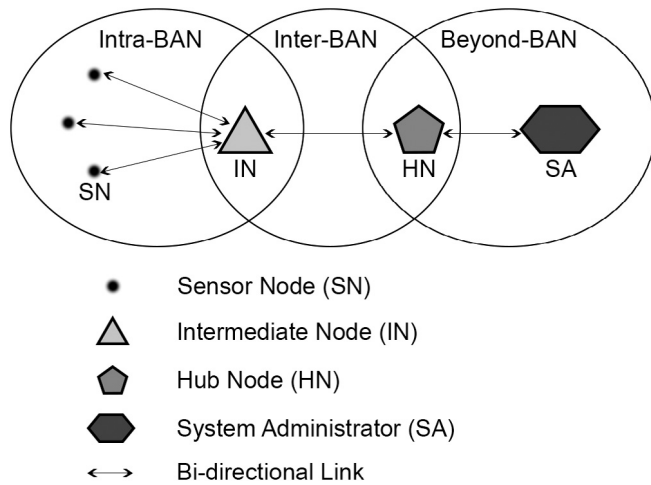 Intra-BAN
Inter-BAN
Beyond-BAN
SN
IN
HN
SA
Sensor Node (SN)
Intermediate Node (IN)
Hub Node (HN)
System Administrator (SA)
Bi-directional Link